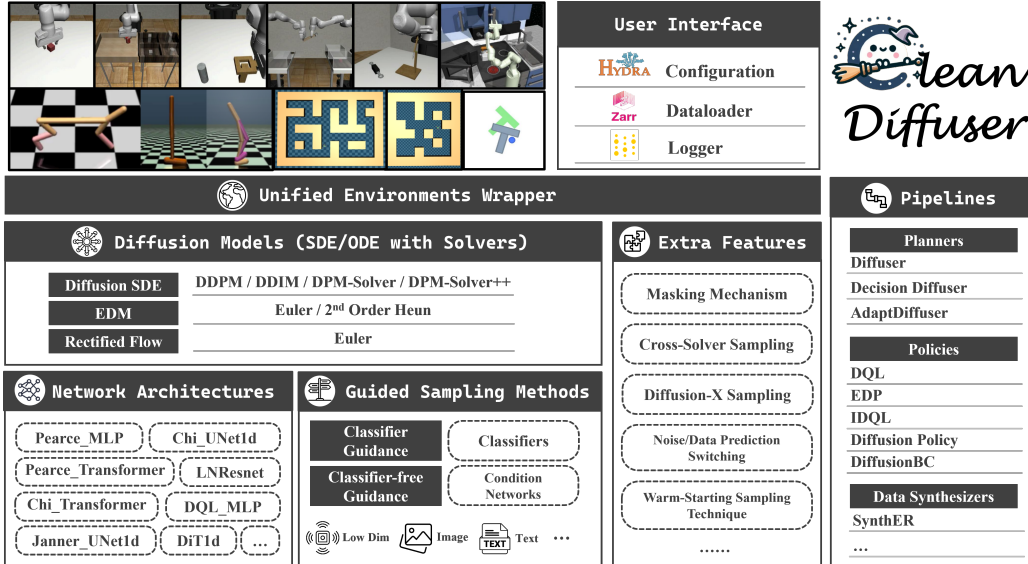 User Interface
HYDRA Configuration
Zarr Dataloader
Logger
Clean
Diffuser
Unified Environments Wrapper
Diffusion Models (SDE/ODE with Solvers)
Diffusion SDE DDPM / DDIM / DPM-Solver / DPM-Solver++
EDM Euler / 2nd Order Heun
Rectified Flow Euler
Network Architectures
Pearce_MLP Chi_UNet1d
Pearce_Transformer LNResnet
Chi_Transformer DQL_MLP
Janner_UNet1d DiT1d ...
Guided Sampling Methods
Classifier
Guidance
Classifiers
Classifier-free
Guidance
Condition
Networks
Low Dim Image TEXT Text ...
Extra Features
Masking Mechanism
Cross-Solver Sampling
Diffusion-X Sampling
Noise/Data Prediction
Switching
Warm-Starting Sampling
Technique
......
Pipelines
Planners
Diffuser
Decision Diffuser
AdaptDiffuser
Policies
DQL
EDP
IDQL
Diffusion Policy
DiffusionBC
Data Synthesizers
SynthER
...